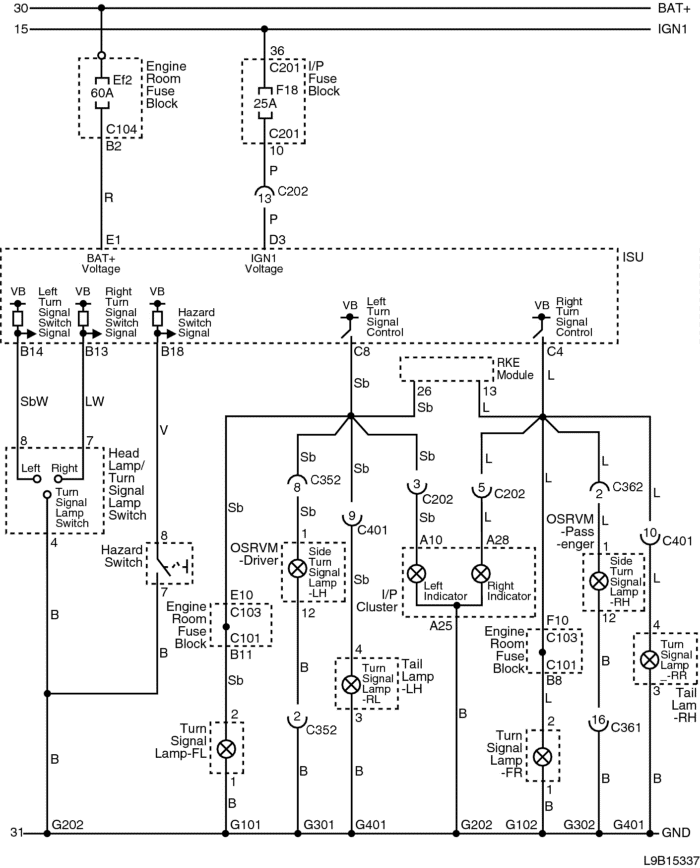 30 BAT+
15 IGN1
Engine
Room
Fuse
Block
Ef2
60A
C104
B2
R
E1
36
C201
I/P
Fuse
Block
F18
25A
C201
10
P
C202
13
P
D3
ISU
BAT+
Voltage
IGN1
Voltage
VB
Left
Turn
Signal
Switch
Signal
VB
Right
Turn
Signal
Switch
Signal
VB
Hazard
Switch
Signal
VB
Left
Turn
Signal
Control
VB
Right
Turn
Signal
Control
B14
B13
B18
C8
C4
RKE
Module
26
13
Sb
L
Sb
L
SbW
LW
V
8
7
Head
Lamp/
Turn
Signal
Lamp
Switch
Left
Right
Turn
Signal
Lamp
Switch
4
B
Hazard
Switch
8
7
B
B
Sb
E10
C103
C101
B11
Engine
Room
Fuse
Block
Sb
2
Turn
Signal
Lamp-FL
1
B
Sb
C352
8
Sb
1
OSRVM
-Driver
Side
Turn
Signal
Lamp
-LH
12
B
2
C352
B
Sb
9
C401
Sb
4
Turn
Signal
Lamp
-RL
Tail
Lamp
-LH
3
B
Sb
3
C202
Sb
A10
L
5
C202
L
A28
Left
Indicator
Right
Indicator
I/P
Cluster
A25
B
F10
C103
C101
B8
Engine
Room
Fuse
Block
L
2
Turn
Signal
Lamp
-FR
1
B
L
C362
2
L
OSRVM
-Pass
-enger
1
Side
Turn
Signal
Lamp
-RH
12
B
16
C361
B
L
10
C401
L
4
Turn
Signal
Lamp
_-RR
Tail
Lam
-RH
3
B
31 G202 G101 G301 G401 G202 G102 G302 G401 GND
L9B15337